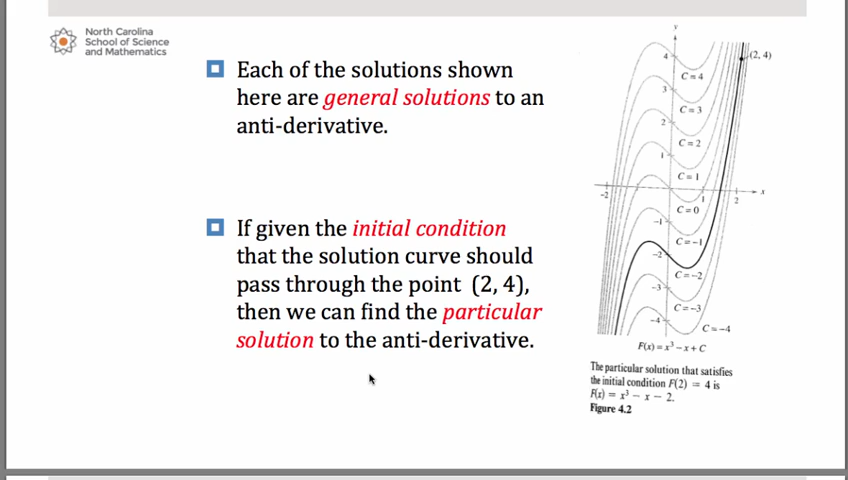 North Carolina
School of Science
and Mathematics
Each of the solutions shown
here are general solutions to an
anti-derivative.
If given the initial condition
that the solution curve should
pass through the point (2, 4),
then we can find the particular
solution to the anti-derivative.
y
4
(2, 4)
C = 4
3
C = 3
2
C = 2
1
C = 1
-2
1
2
x
C = 0
-1
C = -1
-2
C = -2
-3
C = -3
-4
C = -4
F(x) = x³ - x + C
The particular solution that satisfies
the initial condition F(2) = 4 is
F(x) = x³ - x - 2.
Figure 4.2